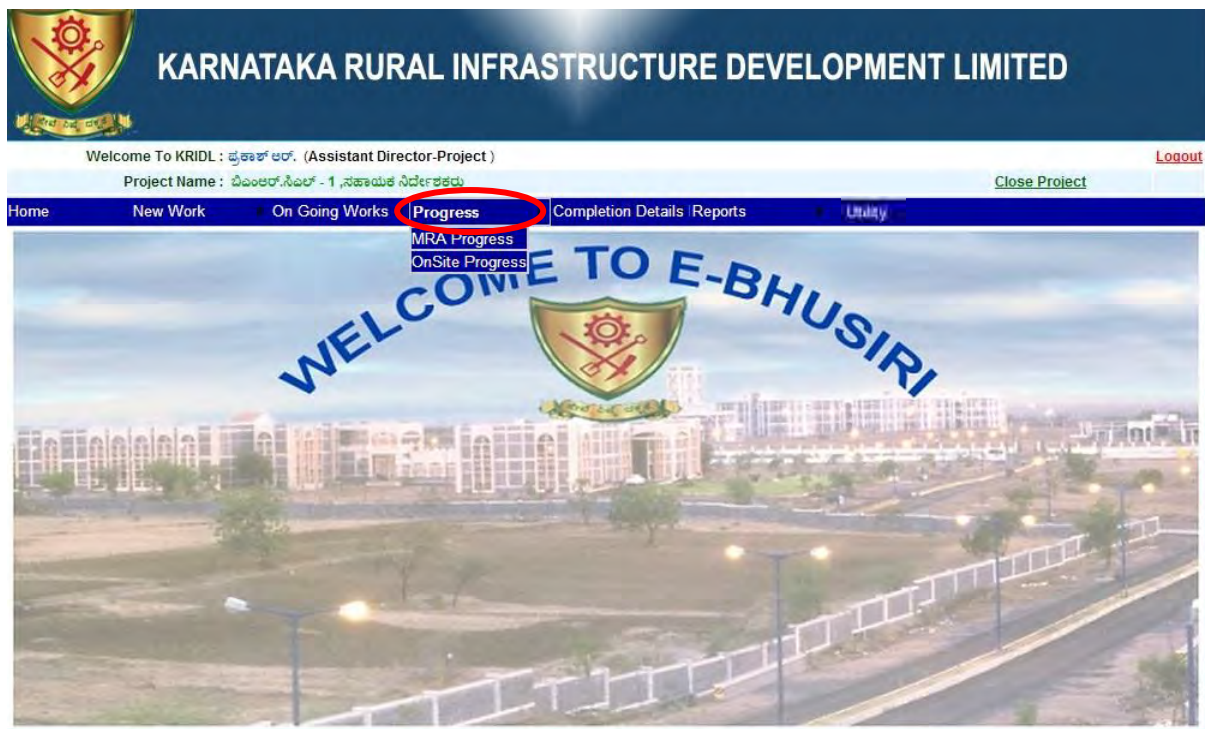 KARNATAKA RURAL INFRASTRUCTURE DEVELOPMENT LIMITED
Welcome To KRIDL : ಪ್ರಕಾಶ್ ಆರ್. (Assistant Director-Project ) Logout
Project Name : ಬಿಎಂಆರ್.ಸಿಎಲ್ - 1 ,ಸಹಾಯಕ ನಿರ್ದೇಶಕರು Close Project
Home New Work On Going Works Progress Completion Details Reports Utility
MRA Progress
OnSite Progress
WELCOME TO E-BHUSIRI